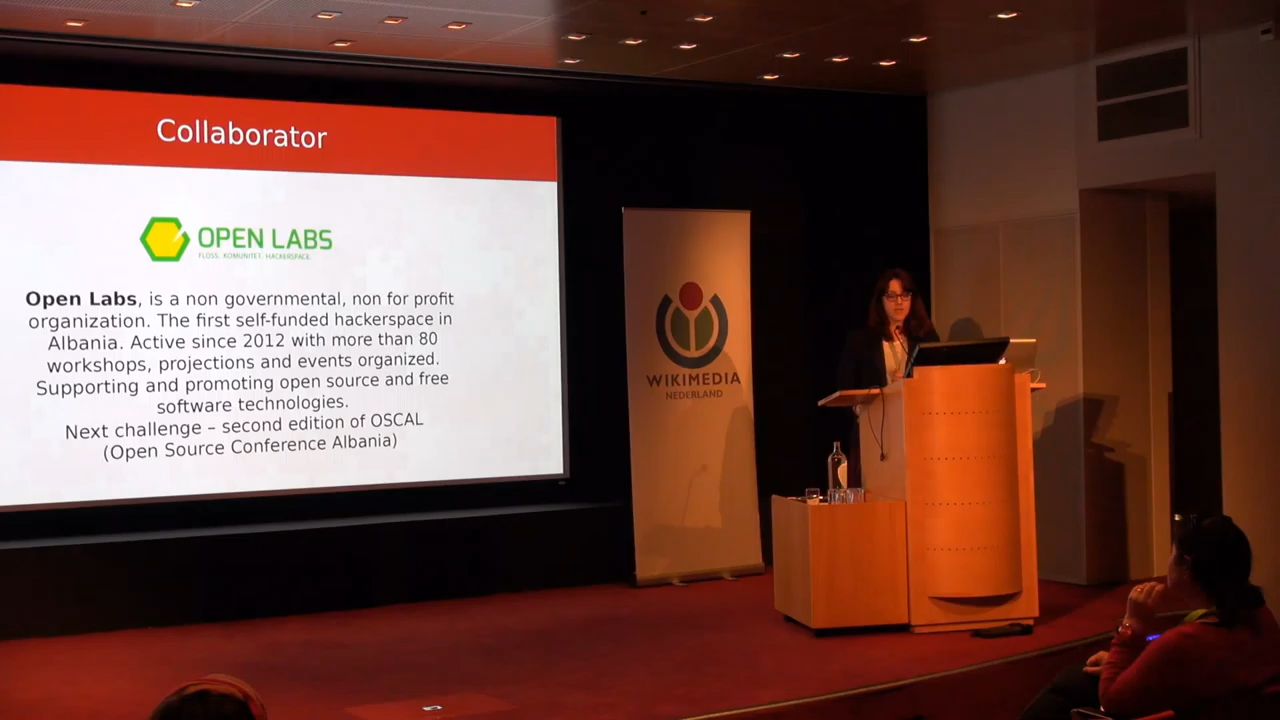 Collaborator
OPEN LABS
FLOSS. KOMUNITET. HACKERSPACE.
Open Labs, is a non governmental, non for profit
organization. The first self-funded hackerspace in
Albania. Active since 2012 with more than 80
workshops, projections and events organized.
Supporting and promoting open source and free
software technologies.
Next challenge – second edition of OSCAL
(Open Source Conference Albania)
WIKIMEDIA
NEDERLAND